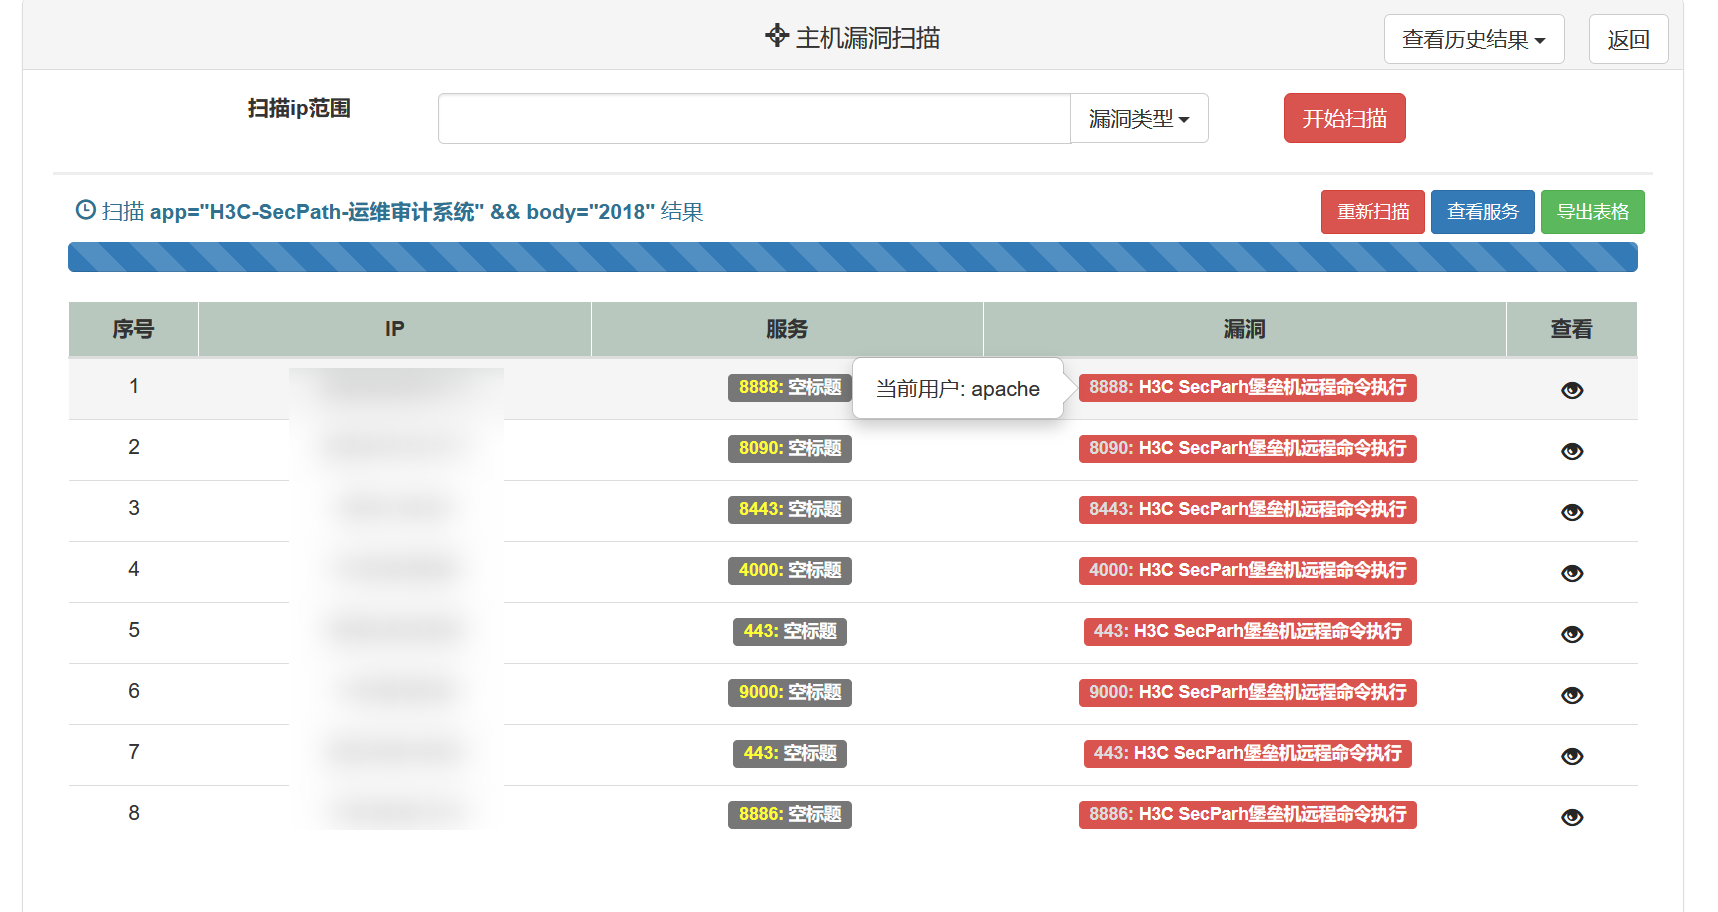 主机漏洞扫描 查看历史结果 返回
扫描ip范围 漏洞类型 开始扫描
扫描 app="H3C-SecPath-运维审计系统" && body="2018" 结果 重新扫描 查看服务 导出表格
序号 IP 服务 漏洞 查看
1 8888: 空标题 当前用户: apache 8888: H3C SecParh堡垒机远程命令执行
2 8090: 空标题 8090: H3C SecParh堡垒机远程命令执行
3 8443: 空标题 8443: H3C SecParh堡垒机远程命令执行
4 4000: 空标题 4000: H3C SecParh堡垒机远程命令执行
5 443: 空标题 443: H3C SecParh堡垒机远程命令执行
6 9000: 空标题 9000: H3C SecParh堡垒机远程命令执行
7 443: 空标题 443: H3C SecParh堡垒机远程命令执行
8 8886: 空标题 8886: H3C SecParh堡垒机远程命令执行